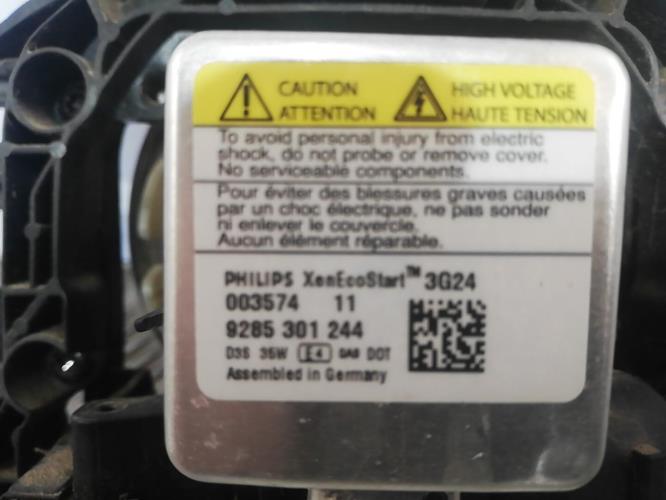 CAUTION
ATTENTION
HIGH VOLTAGE
HAUTE TENSION
To avoid personal injury from electric
shock, do not probe or remove cover.
No serviceable components.
Pour éviter des blessures graves causées
par un choc électrique, ne pas sonder
ni enlever le couvercle.
Aucun élément réparable.
PHILIPS XenEcoStart™ 3G24
003574 11
9285 301 244
D3S 35W E4 DOT
Assembled in Germany